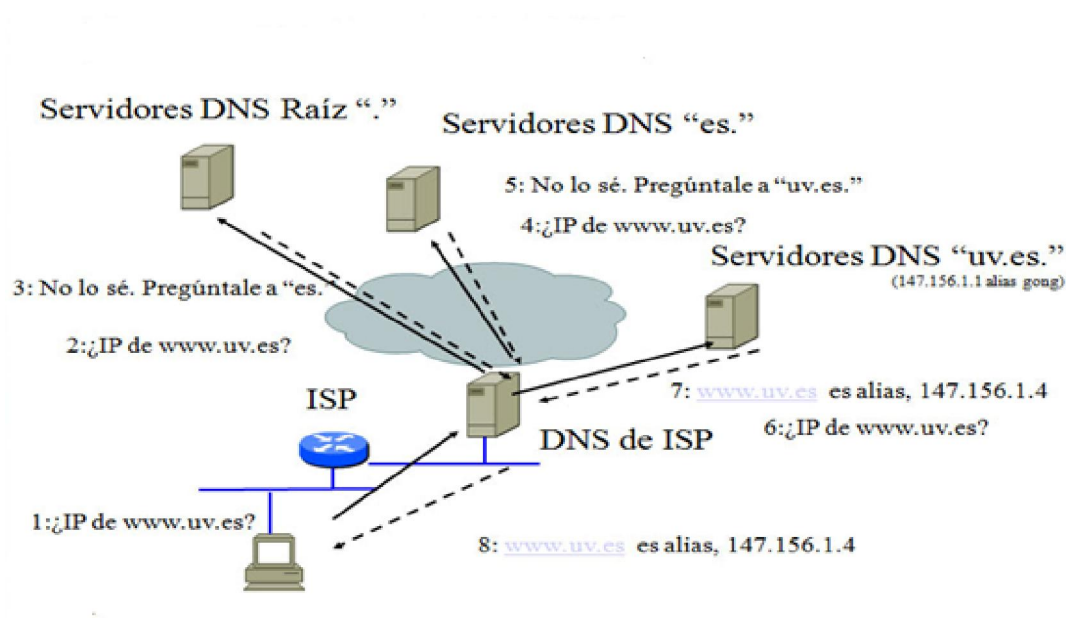 Servidores DNS Raíz “.”
Servidores DNS “es.”
5: No lo sé. Pregúntale a “uv.es.”
4:¿IP de www.uv.es?
Servidores DNS “uv.es.”
(147.156.1.1 alias gong)
3: No lo sé. Pregúntale a “es.”
2:¿IP de www.uv.es?
ISP
7: www.uv.es es alias, 147.156.1.4
6:¿IP de www.uv.es?
DNS de ISP
1:¿IP de www.uv.es?
8: www.uv.es es alias, 147.156.1.4